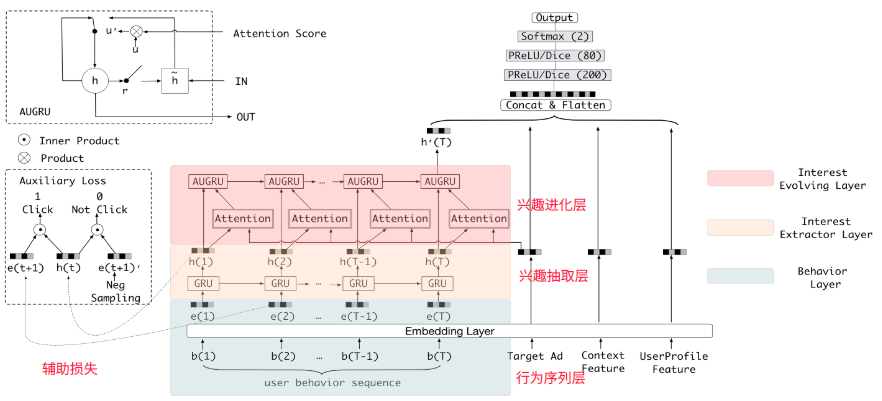 Output
Softmax (2)
PReLU/Dice (80)
PReLU/Dice (200)
Concat & Flatten
u'
u
Attention Score
h
r
h̃
IN
AUGRU
OUT
Inner Product
Product
h'(T)
Auxiliary Loss
1
0
Click
Not Click
e(t+1)
h(t)
e(t+1)'
Neg
Sampling
AUGRU
AUGRU
...
AUGRU
AUGRU
Attention
Attention
Attention
Attention
兴趣进化层
Interest
Evolving Layer
h(1)
h(2)
h(T-1)
h(T)
兴趣抽取层
Interest
Extractor Layer
GRU
GRU
...
GRU
GRU
Behavior
Layer
e(1)
e(2)
...
e(T-1)
e(T)
Embedding Layer
b(1)
b(2)
...
b(T-1)
b(T)
Target Ad
Context
Feature
UserProfile
Feature
辅助损失
user behavior sequence
行为序列层